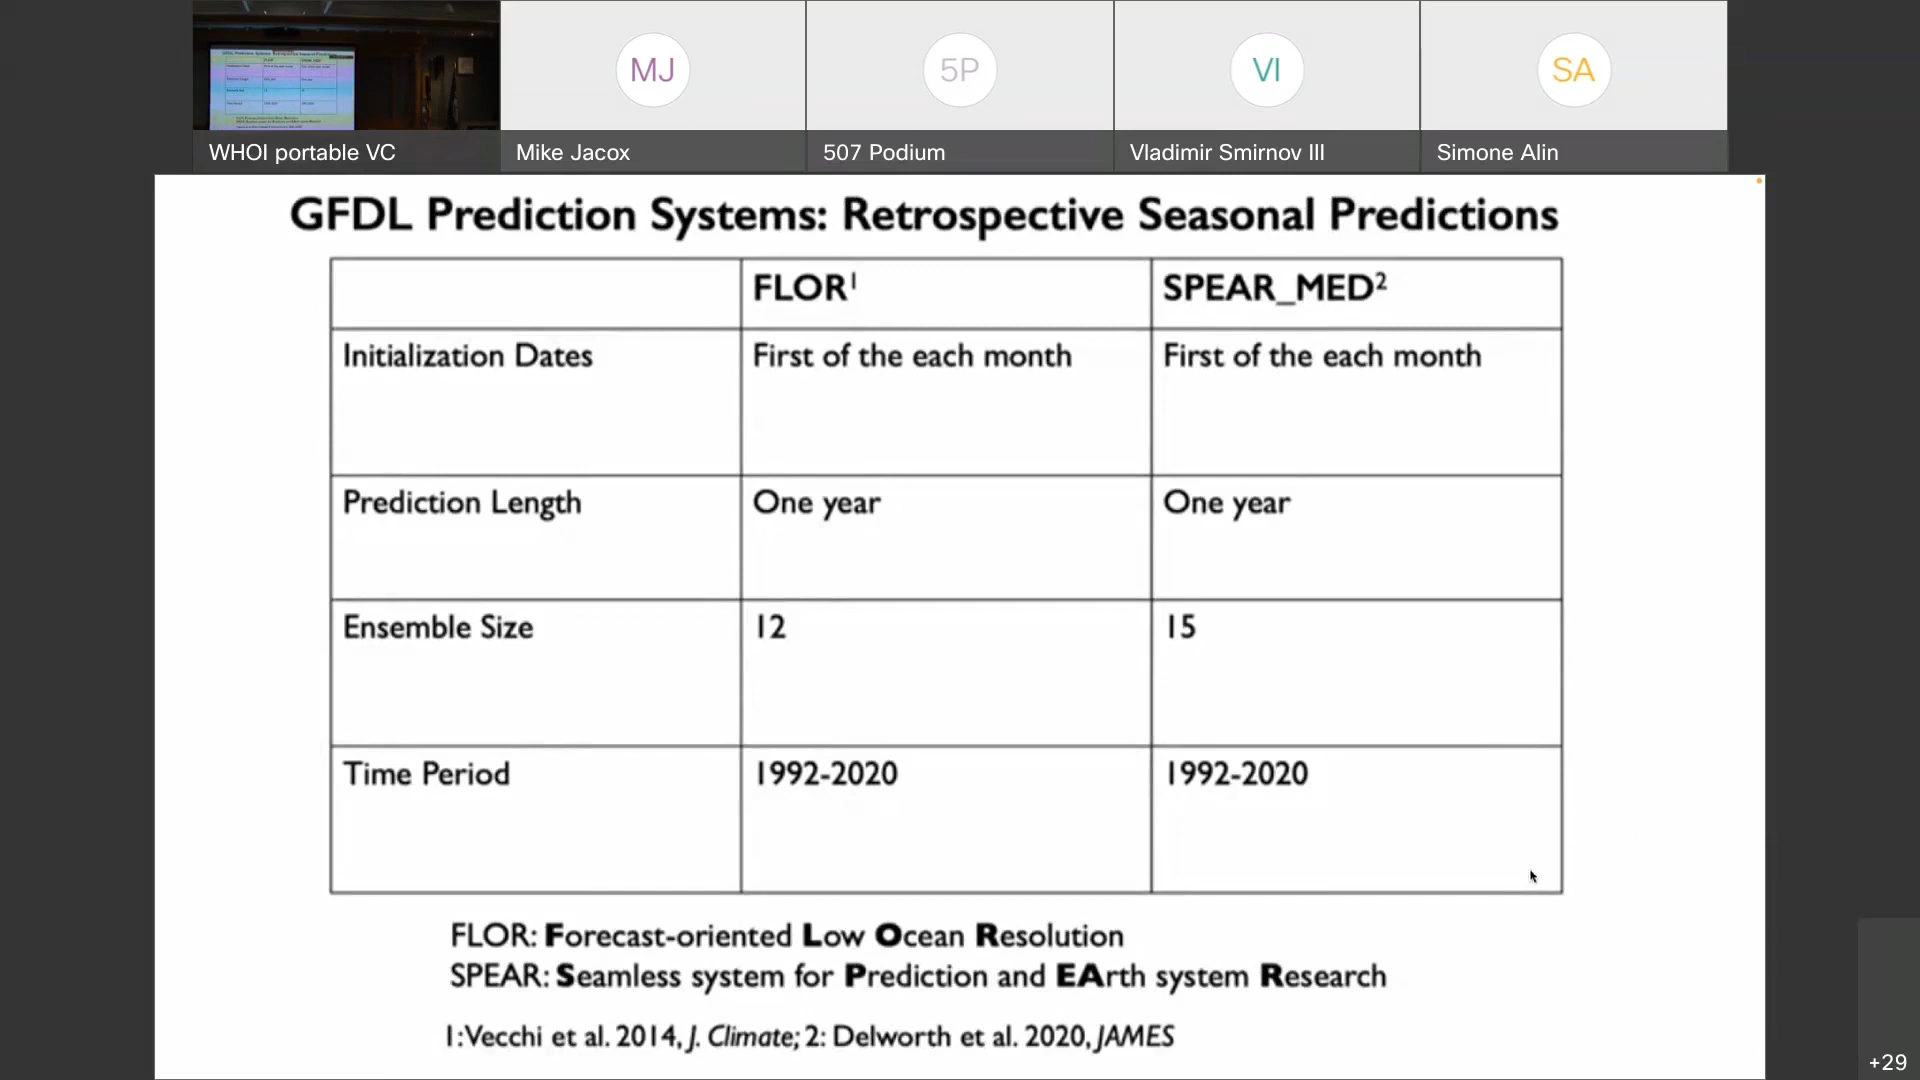 MJ
5P
VI
SA
WHOI portable VC
Mike Jacox
507 Podium
Vladimir Smirnov III
Simone Alin
GFDL Prediction Systems: Retrospective Seasonal Predictions
FLOR¹
SPEAR_MED²
Initialization Dates
First of the each month
First of the each month
Prediction Length
One year
One year
Ensemble Size
12
15
Time Period
1992-2020
1992-2020
FLOR: Forecast-oriented Low Ocean Resolution
SPEAR: Seamless system for Prediction and EArth system Research
1: Vecchi et al. 2014, J. Climate; 2: Delworth et al. 2020, JAMES
+29